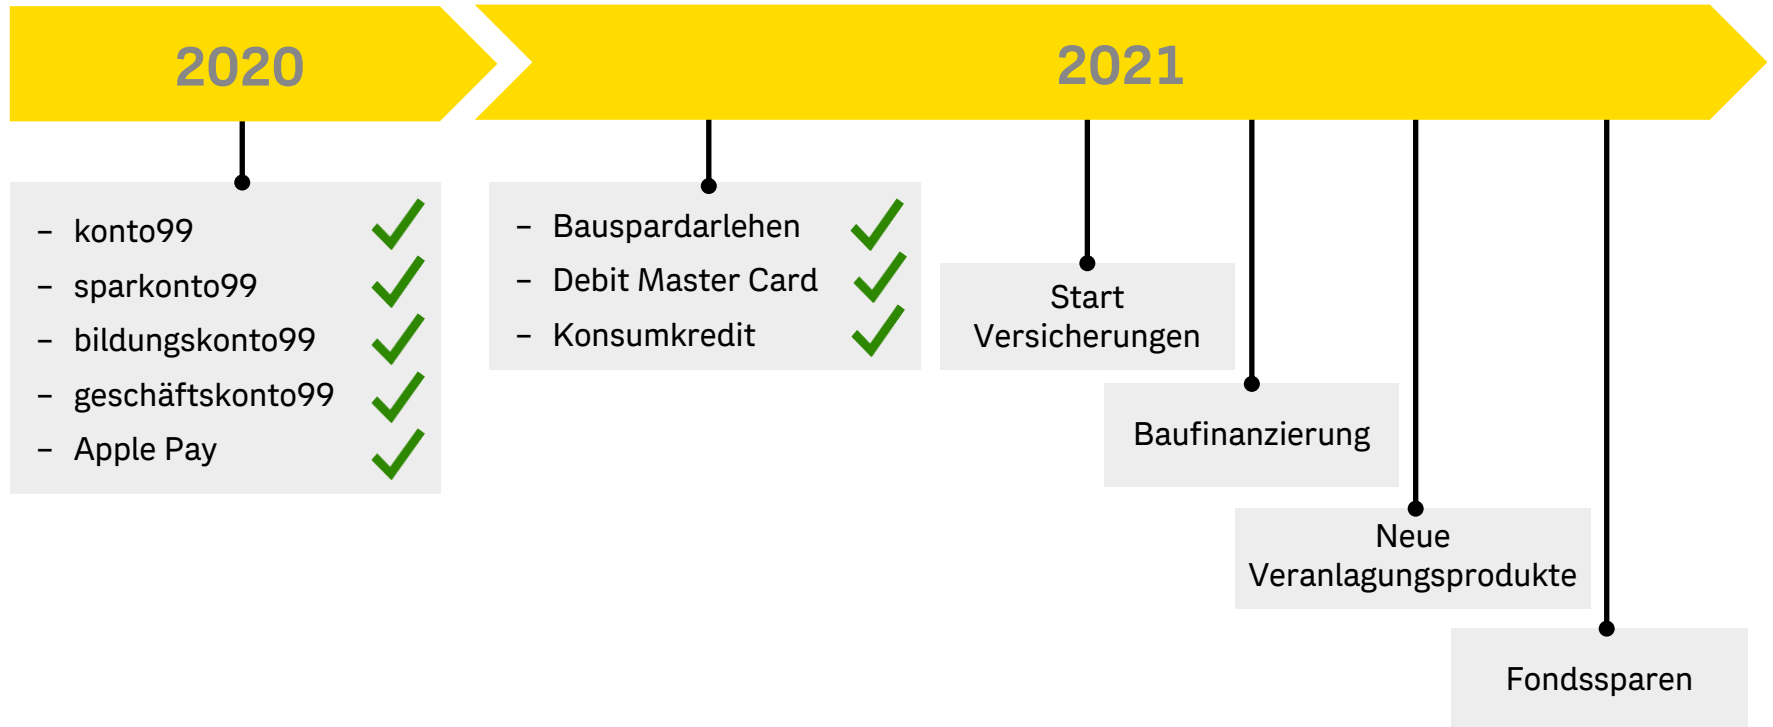 2020
2021
– konto99
– sparkonto99
– bildungskonto99
– geschäftskonto99
– Apple Pay
– Bauspardarlehen
– Debit Master Card
– Konsumkredit
Start
Versicherungen
Baufinanzierung
Neue
Veranlagungsprodukte
Fondssparen